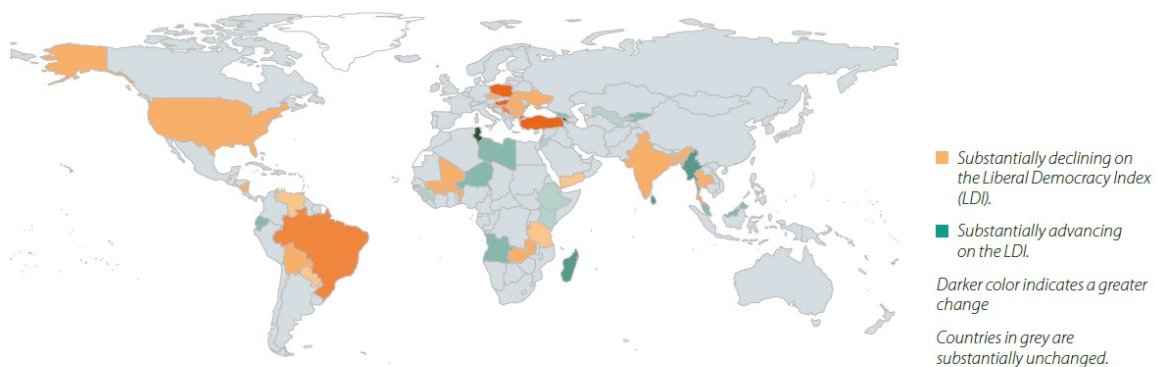 Substantially declining on
the Liberal Democracy Index
(LDI).
Substantially advancing
on the LDI.
Darker color indicates a greater
change
Countries in grey are
substantially unchanged.